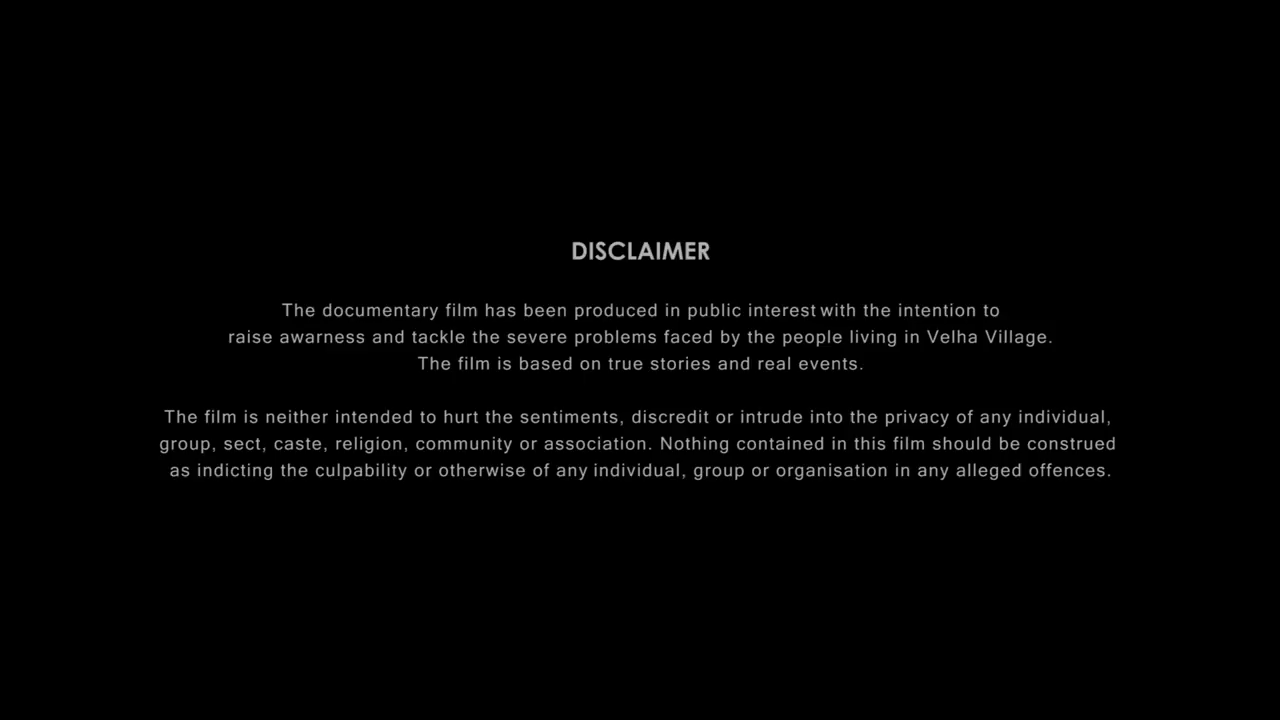 DISCLAIMER
The documentary film has been produced in public interest with the intention to
raise awarness and tackle the severe problems faced by the people living in Velha Village.
The film is based on true stories and real events.
The film is neither intended to hurt the sentiments, discredit or intrude into the privacy of any individual,
group, sect, caste, religion, community or association. Nothing contained in this film should be construed
as indicting the culpability or otherwise of any individual, group or organisation in any alleged offences.